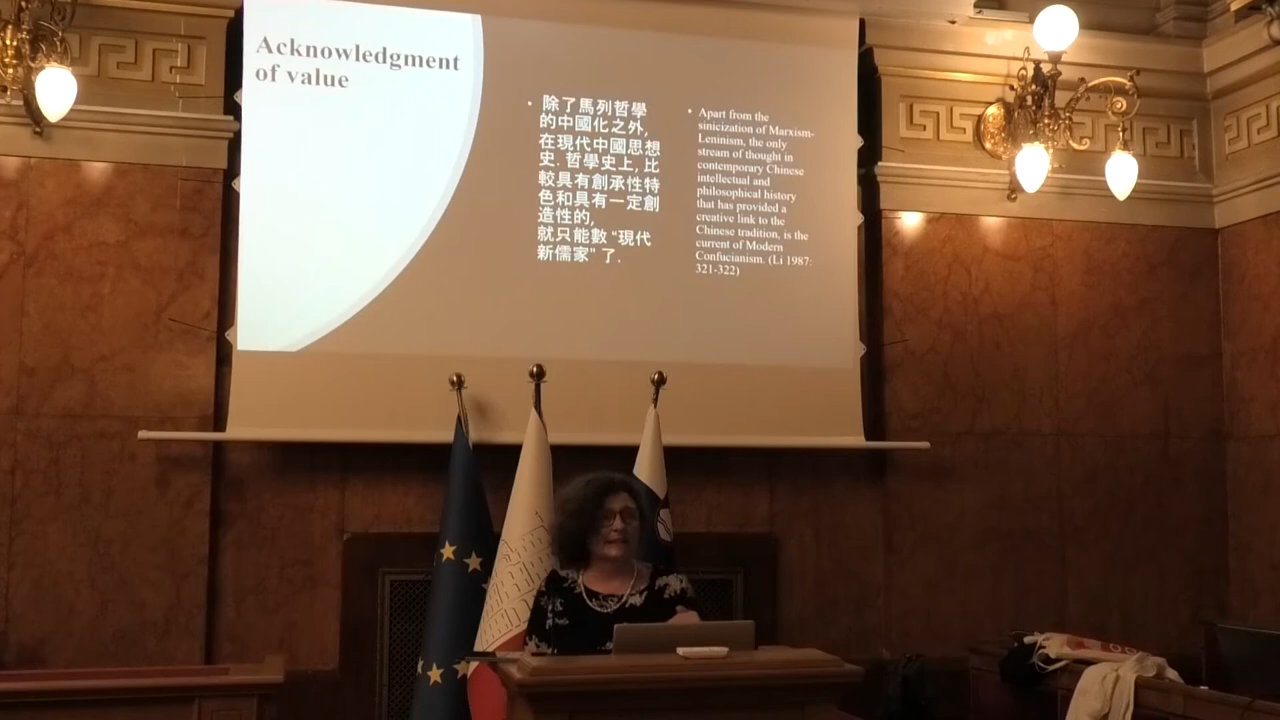 Acknowledgment
of value
• 除了馬列哲學
的中國化之外,
在現代中國思想
史. 哲學史上, 比
較具有創承性特
色和具有一定創
造性的,
就只能數 “現代
新儒家” 了.
• Apart from the
sinicization of Marxism-
Leninism, the only
stream of thought in
contemporary Chinese
intellectual and
philosophical history
that has provided a
creative link to the
Chinese tradition, is the
current of Modern
Confucianism. (Li 1987:
321-322)